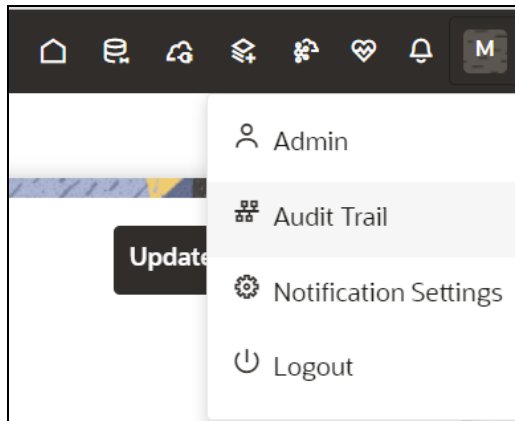 M
Admin
Audit Trail
Update
Notification Settings
Logout